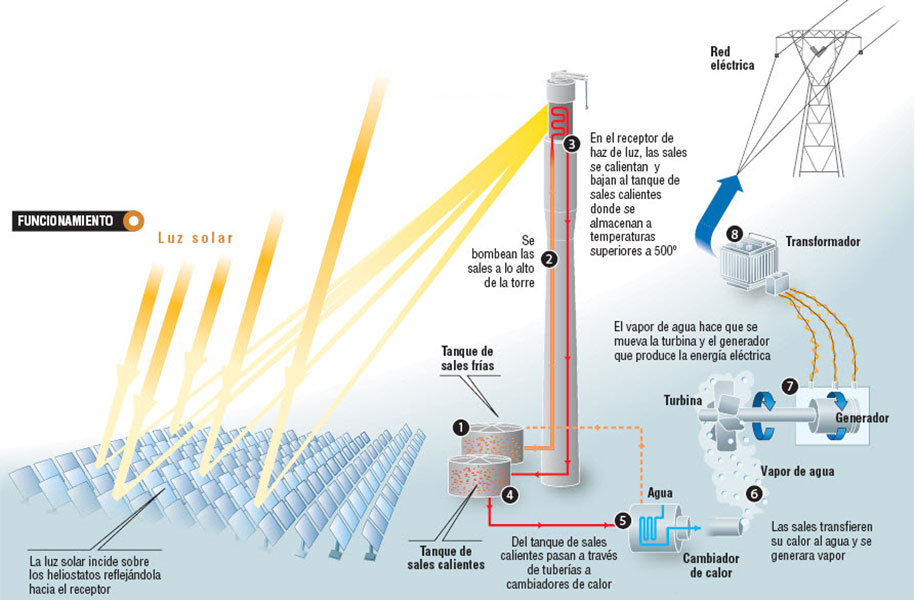 FUNCIONAMIENTO
Luz solar
La luz solar incide sobre
los heliostatos reflejándola
hacia el receptor
Tanque de
sales frías
1
Se
bombean las
sales a lo alto
de la torre
2
3
En el receptor de
haz de luz, las sales
se calientan y
bajan al tanque de
sales calientes
donde se
almacenan a
temperaturas
superiores a 500º
4
Tanque de
sales calientes
Del tanque de sales
calientes pasan a través
de tuberías a
cambiadores de calor
5
Agua
Cambiador
de calor
6
Vapor de agua
Las sales transfieren
su calor al agua y se
generara vapor
El vapor de agua hace que se
mueva la turbina y el generador
que produce la energía eléctrica
Turbina
7
Generador
8
Transformador
Red
eléctrica